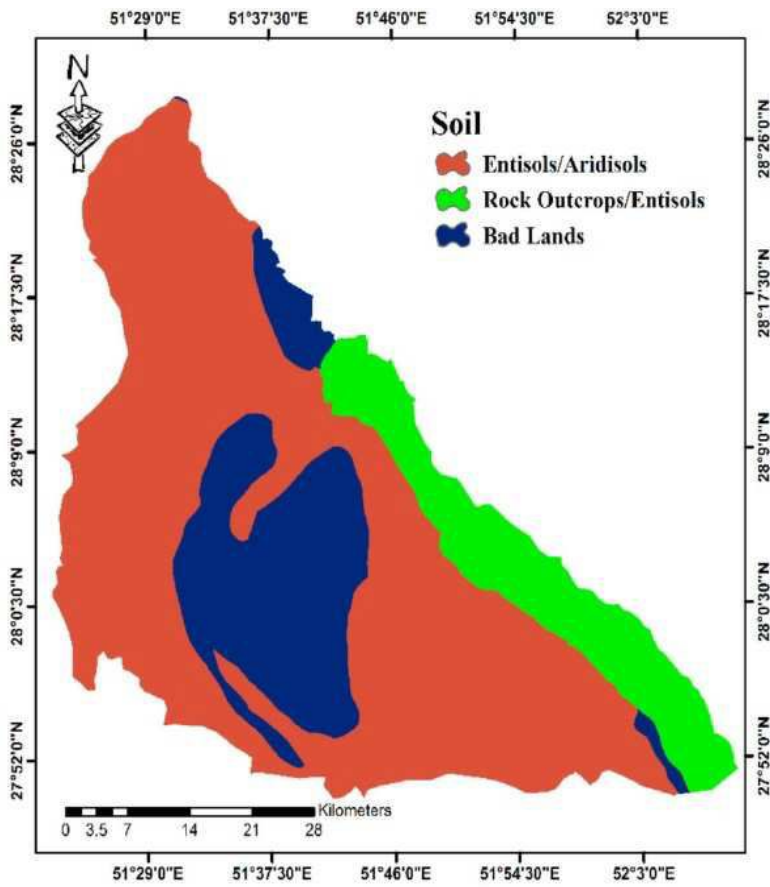 51°29'0"E 51°37'30"E 51°46'0"E 51°54'30"E 52°3'0"E
N
28°26'0"N
28°17'30"N
28°9'0"N
28°0'30"N
27°52'0"N
Soil
Entisols/Aridisols
Rock Outcrops/Entisols
Bad Lands
28°26'0"N
28°17'30"N
28°9'0"N
28°0'30"N
27°52'0"N
Kilometers
0 3.5 7 14 21 28
51°29'0"E 51°37'30"E 51°46'0"E 51°54'30"E 52°3'0"E